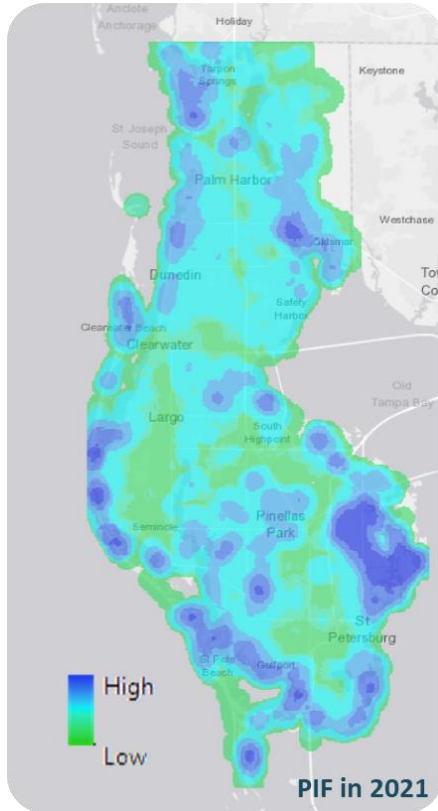 Anclote
Anchorage
Holiday
Tarpon
Springs
Keystone
St Joseph
Sound
Palm Harbor
Westchase
Oldsmar
Tow
Co
Dunedin
Safety
Harbor
Clearwater Beach
Clearwater
Old
Tampa Bay
Largo
South
Highpoint
Seminole
Pinellas
Park
St
Petersburg
St Pete
Beach
Gulfport
High
Low
PIF in 2021